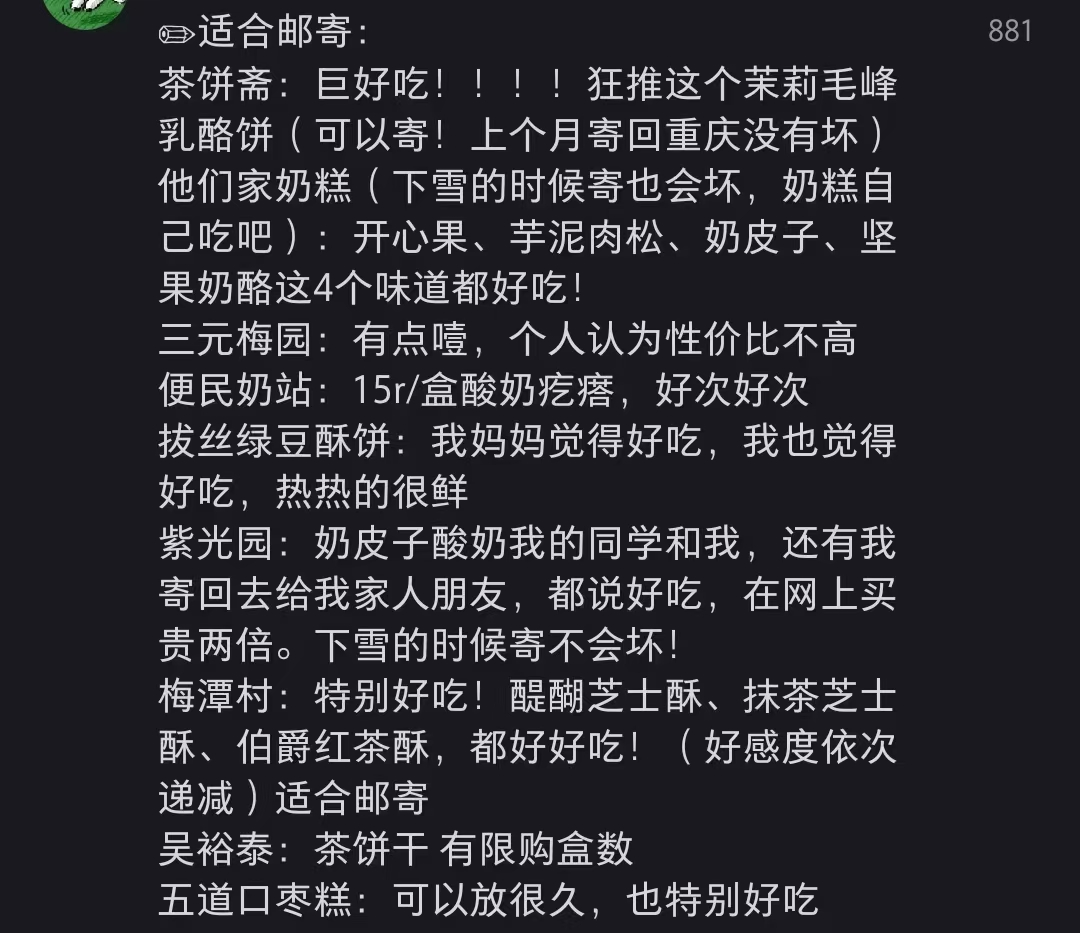 ✏适合邮寄：
881
茶饼斋：巨好吃！！！！狂推这个茉莉毛峰
乳酪饼（可以寄！上个月寄回重庆没有坏）
他们家奶糕（下雪的时候寄也会坏，奶糕自
己吃吧）：开心果、芋泥肉松、奶皮子、坚
果奶酪这4个味道都好吃！
三元梅园：有点噎，个人认为性价比不高
便民奶站：15r/盒酸奶疙瘩，好次好次
拔丝绿豆酥饼：我妈妈觉得好吃，我也觉得
好吃，热热的很鲜
紫光园：奶皮子酸奶我的同学和我，还有我
寄回去给我家人朋友，都说好吃，在网上买
贵两倍。下雪的时候寄不会坏！
梅潭村：特别好吃！醍醐芝士酥、抹茶芝士
酥、伯爵红茶酥，都好好吃！（好感度依次
递减）适合邮寄
吴裕泰：茶饼干 有限购盒数
五道口枣糕：可以放很久，也特别好吃